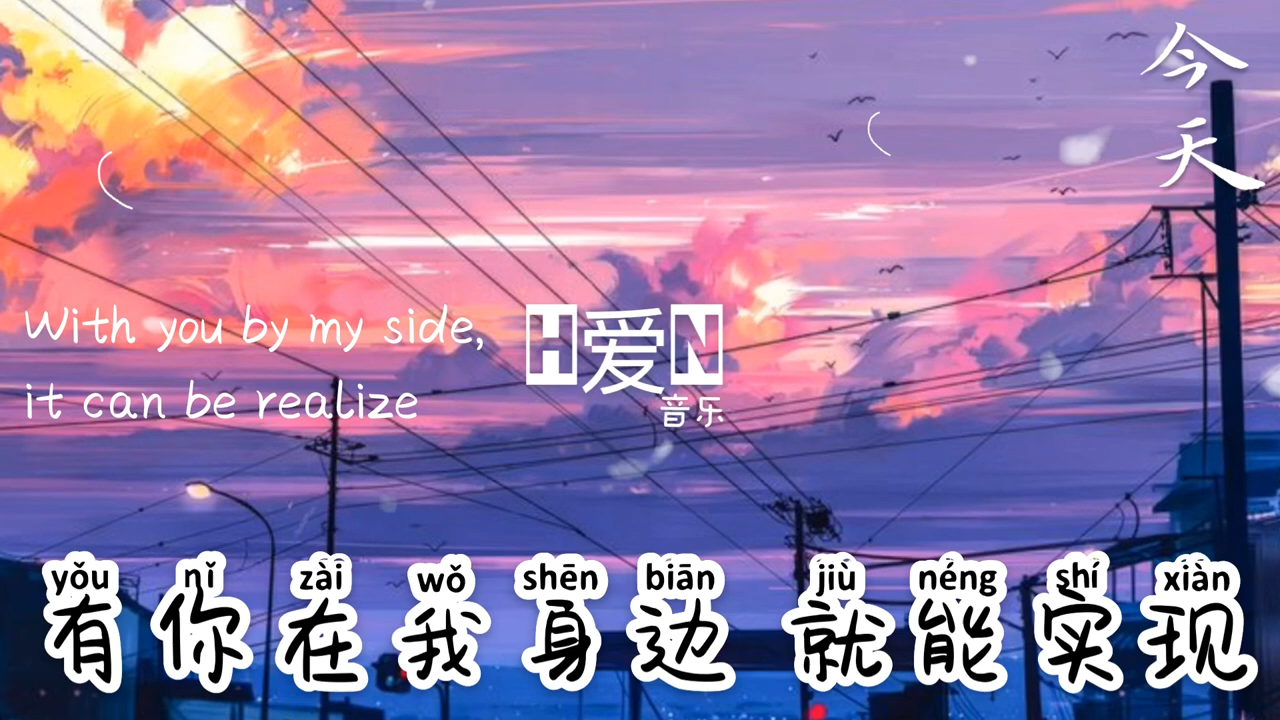 今天
With you by my side,
it can be realize
H爱N
音乐
yǒu nǐ zài wǒ shēn biān jiù néng shí xiàn
有你在我身边 就能实现